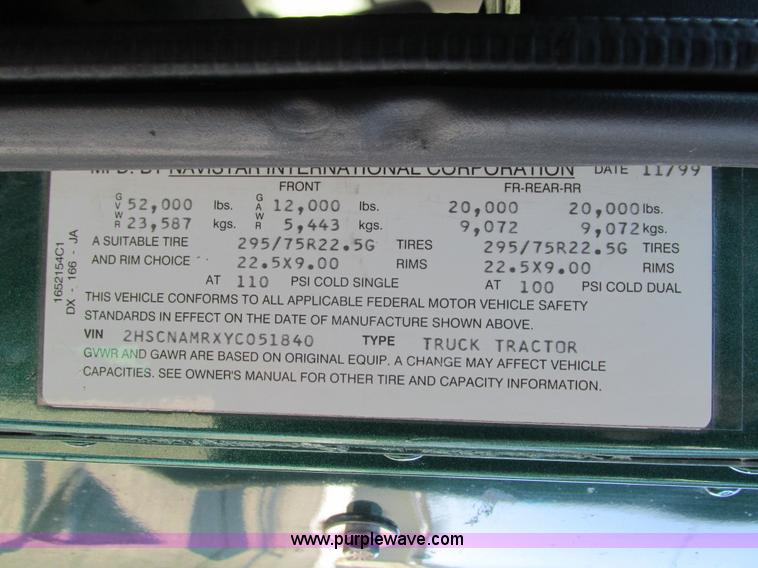 MFD. BY NAVISTAR INTERNATIONAL CORPORATION DATE 11/99
FRONT FR-REAR-RR
GVWR 52,000 lbs. GAWR 12,000 lbs. 20,000 20,000 lbs.
23,587 kgs. 5,443 kgs. 9,072 9,072 kgs.
A SUITABLE TIRE 295/75R22.5G TIRES 295/75R22.5G TIRES
AND RIM CHOICE 22.5X9.00 RIMS 22.5X9.00 RIMS
AT 110 PSI COLD SINGLE AT 100 PSI COLD DUAL
THIS VEHICLE CONFORMS TO ALL APPLICABLE FEDERAL MOTOR VEHICLE SAFETY
STANDARDS IN EFFECT ON THE DATE OF MANUFACTURE SHOWN ABOVE.
VIN 2HSCNAMRXYC051840 TYPE TRUCK TRACTOR
GVWR AND GAWR ARE BASED ON ORIGINAL EQUIP. A CHANGE MAY AFFECT VEHICLE
CAPACITIES. SEE OWNER'S MANUAL FOR OTHER TIRE AND CAPACITY INFORMATION.
1652154C1
DX - 166 - JA
www.purplewave.com